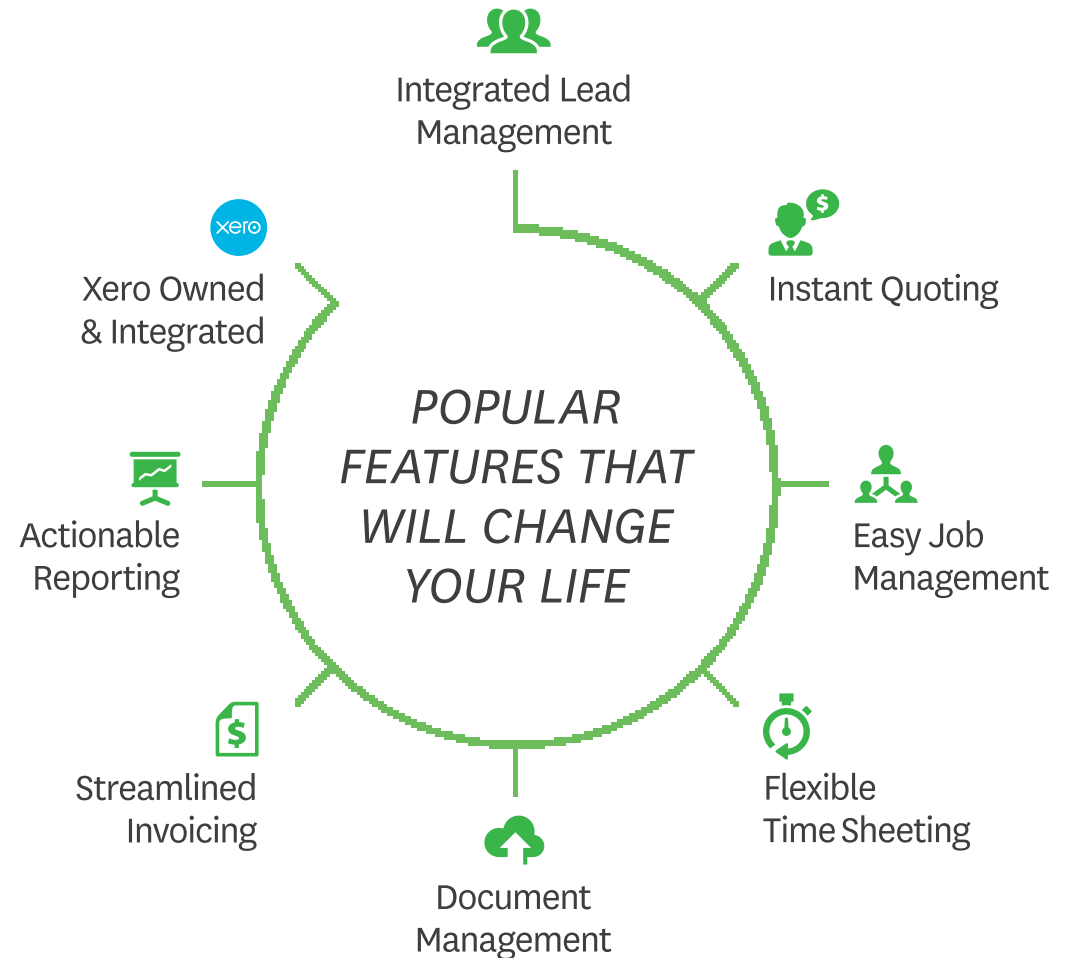 Integrated Lead
Management
Instant Quoting
Easy Job
Management
Flexible
Time Sheeting
Document
Management
Streamlined
Invoicing
Actionable
Reporting
xero
Xero Owned
& Integrated
POPULAR
FEATURES THAT
WILL CHANGE
YOUR LIFE
$
$